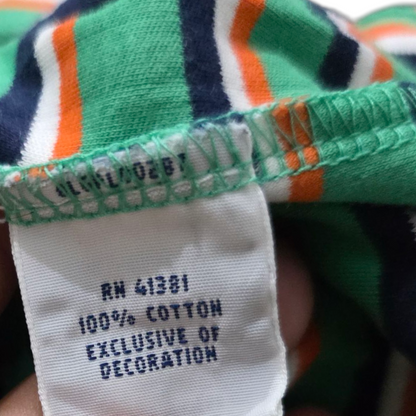 RN 41381
100% COTTON
EXCLUSIVE OF
DECORATION